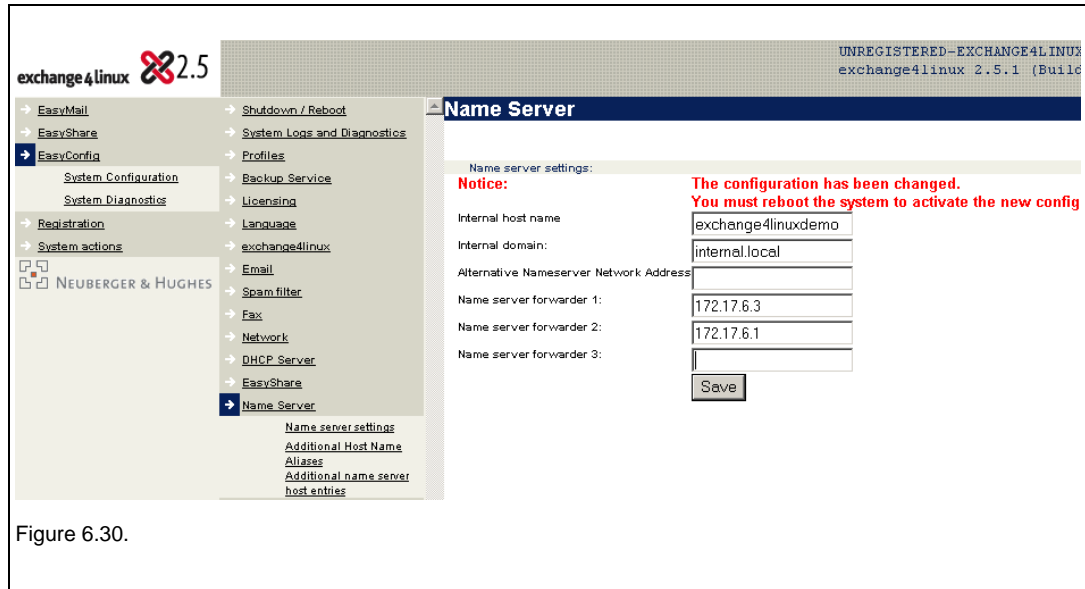 exchange4linux 2.5
UNREGISTERED-EXCHANGE4LINUX
exchange4linux 2.5.1 (Build
EasyMail
EasyShare
EasyConfig
System Configuration
System Diagnostics
Registration
System actions
NEUBERGER & HUGHES
Shutdown / Reboot
System Logs and Diagnostics
Profiles
Backup Service
Licensing
Language
exchange4linux
Email
Spam filter
Fax
Network
DHCP Server
EasyShare
Name Server
Name server settings
Additional Host Name
Aliases
Additional name server
host entries
Name Server
Name server settings:
Notice: The configuration has been changed.
You must reboot the system to activate the new config
Internal host name exchange4linuxdemo
Internal domain: internal.local
Alternative Nameserver Network Address
Name server forwarder 1: 172.17.6.3
Name server forwarder 2: 172.17.6.1
Name server forwarder 3:
Save
Figure 6.30.